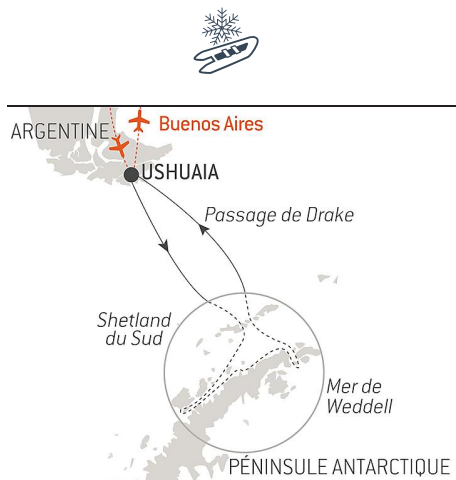 ARGENTINE
Buenos Aires
USHUAIA
Passage de Drake
Shetland
du Sud
Mer de
Weddell
PÉNINSULE ANTARCTIQUE